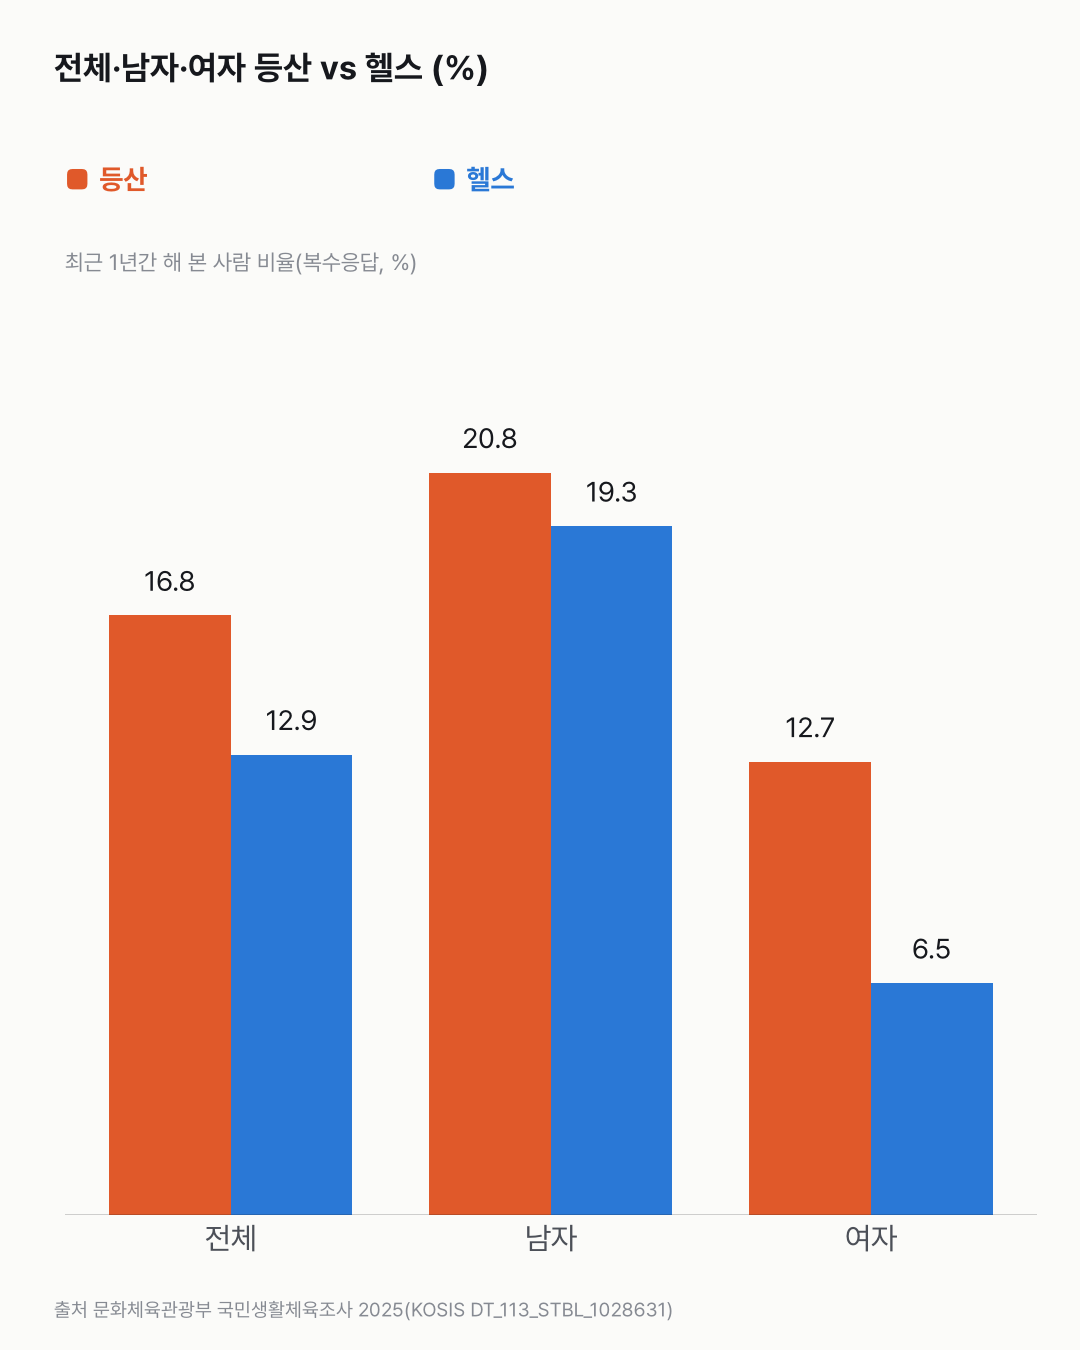 전체·남자·여자 등산 vs 헬스 (%)
등산 헬스
최근 1년간 해 본 사람 비율(복수응답, %)
20.8
19.3
16.8
12.9
12.7
6.5
전체 남자 여자
출처 문화체육관광부 국민생활체육조사 2025(KOSIS DT_113_STBL_1028631)